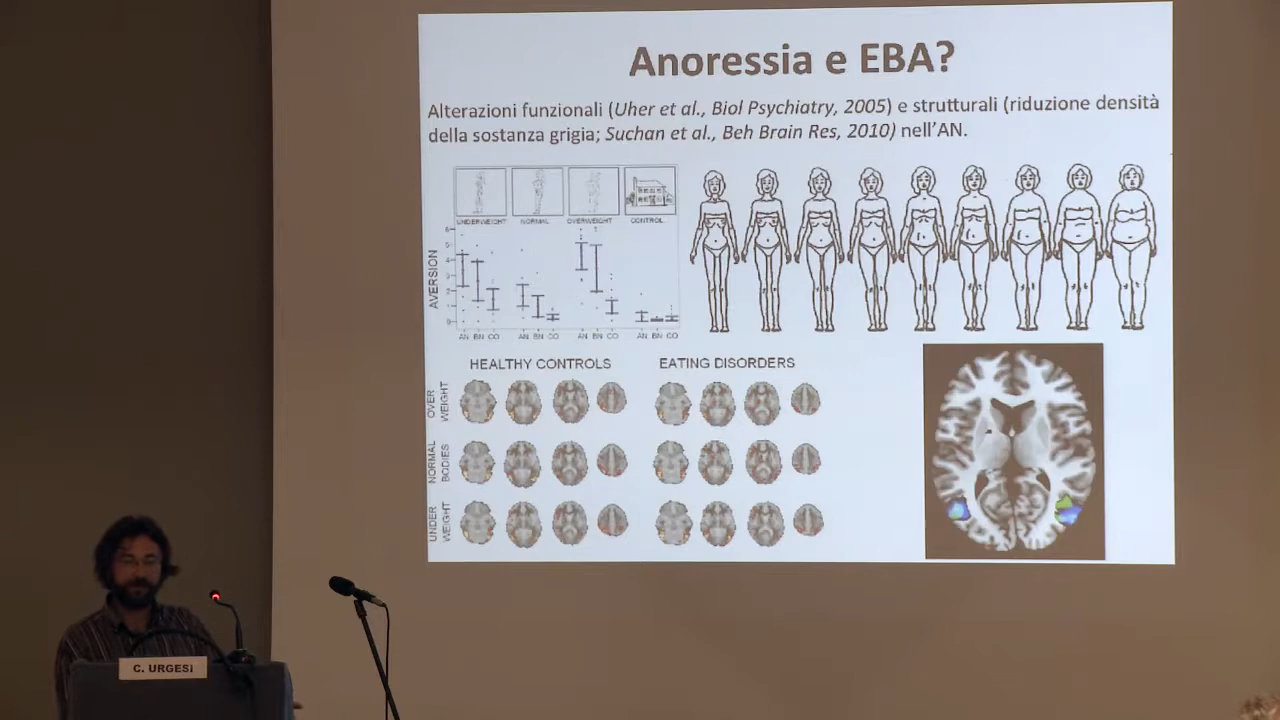 Anoressia e EBA?
Alterazioni funzionali (Uher et al., Biol Psychiatry, 2005) e strutturali (riduzione densità
della sostanza grigia; Suchan et al., Beh Brain Res, 2010) nell'AN.
UNDERWEIGHT NORMAL OVERWEIGHT CONTROL
AVERSION
AN BN CO AN BN CO AN BN CO AN BN CO
HEALTHY CONTROLS EATING DISORDERS
OVER
WEIGHT
NORMAL
BODIES
UNDER
WEIGHT
C. URGESI